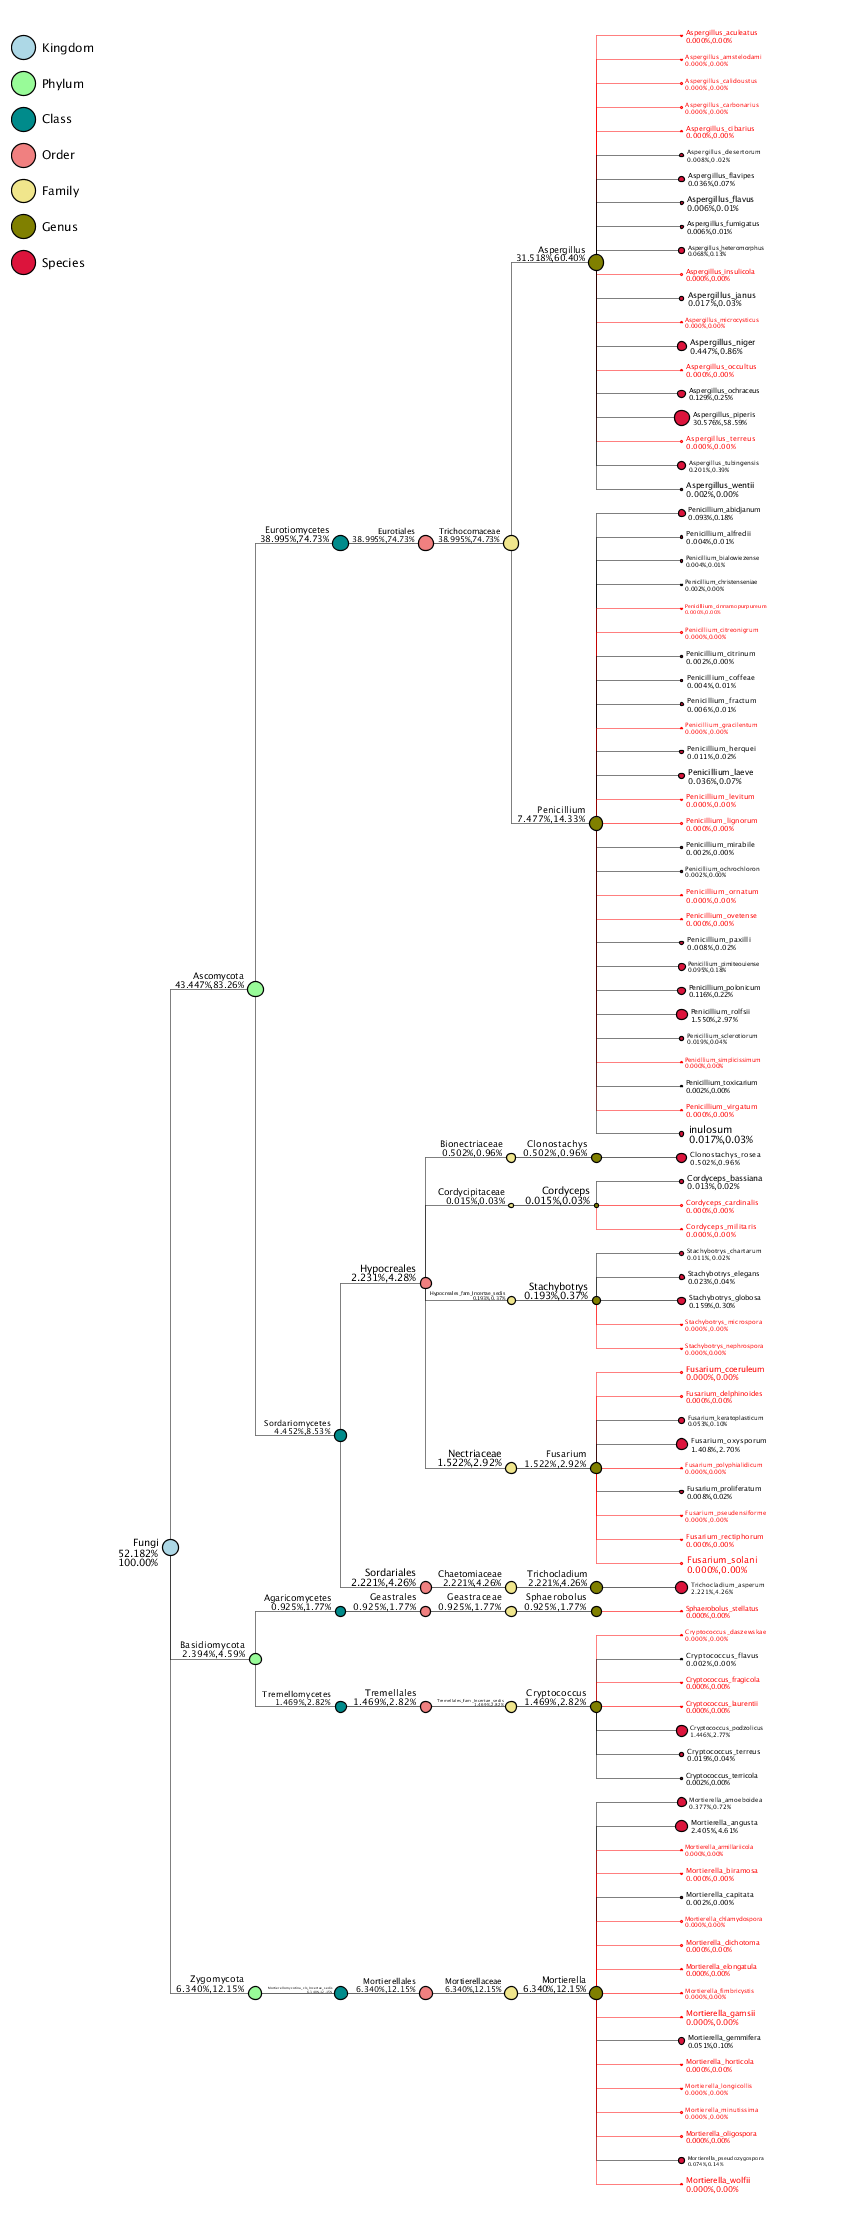 Kingdom
Phylum
Class
Order
Family
Genus
Species
Fungi
52.182%
100.00%
Ascomycota
43.447%,83.26%
Eurotiomycetes
38.995%,74.73%
Eurotiales
38.995%,74.73%
Trichocomaceae
38.995%,74.73%
Aspergillus
31.518%,60.40%
Aspergillus_aculeatus
0.000%,0.00%
Aspergillus_amstelodami
0.000%,0.00%
Aspergillus_calidoustus
0.000%,0.00%
Aspergillus_carbonarius
0.000%,0.00%
Aspergillus_cibarius
0.000%,0.00%
Aspergillus_desertorum
0.008%,0.02%
Aspergillus_flavipes
0.036%,0.07%
Aspergillus_flavus
0.006%,0.01%
Aspergillus_fumigatus
0.006%,0.01%
Aspergillus_heteromorphus
0.068%,0.13%
Aspergillus_insulicola
0.000%,0.00%
Aspergillus_janus
0.017%,0.03%
Aspergillus_microcysticus
0.000%,0.00%
Aspergillus_niger
0.447%,0.86%
Aspergillus_occultus
0.000%,0.00%
Aspergillus_ochraceus
0.129%,0.25%
Aspergillus_piperis
30.576%,58.59%
Aspergillus_terreus
0.000%,0.00%
Aspergillus_tubingensis
0.201%,0.39%
Aspergillus_wentii
0.002%,0.00%
Penicillium
7.477%,14.33%
Penicillium_abidjanum
0.093%,0.18%
Penicillium_alfredii
0.004%,0.01%
Penicillium_bialowiezense
0.004%,0.01%
Penicillium_christenseniae
0.002%,0.00%
Penicillium_cinnamopurpureum
0.000%,0.00%
Penicillium_citreonigrum
0.000%,0.00%
Penicillium_citrinum
0.002%,0.00%
Penicillium_coffeae
0.004%,0.01%
Penicillium_fractum
0.006%,0.01%
Penicillium_gracilentum
0.000%,0.00%
Penicillium_herquei
0.011%,0.02%
Penicillium_laeve
0.036%,0.07%
Penicillium_levitum
0.000%,0.00%
Penicillium_lignorum
0.000%,0.00%
Penicillium_mirabile
0.002%,0.00%
Penicillium_ochrochloron
0.002%,0.00%
Penicillium_ornatum
0.000%,0.00%
Penicillium_ovetense
0.000%,0.00%
Penicillium_paxilli
0.008%,0.02%
Penicillium_pimiteouiense
0.095%,0.18%
Penicillium_polonicum
0.116%,0.22%
Penicillium_rolfsii
1.550%,2.97%
Penicillium_sclerotiorum
0.019%,0.04%
Penicillium_simplicissimum
0.000%,0.00%
Penicillium_toxicarium
0.002%,0.00%
Penicillium_virgatum
0.000%,0.00%
inulosum
0.017%,0.03%
Sordariomycetes
4.452%,8.53%
Hypocreales
2.231%,4.28%
Bionectriaceae
0.502%,0.96%
Clonostachys
0.502%,0.96%
Clonostachys_rosea
0.502%,0.96%
Cordycipitaceae
0.015%,0.03%
Cordyceps
0.015%,0.03%
Cordyceps_bassiana
0.013%,0.02%
Cordyceps_cardinalis
0.000%,0.00%
Cordyceps_militaris
0.000%,0.00%
Hypocreales_fam_Incertae_sedis
0.193%,0.37%
Stachybotrys
0.193%,0.37%
Stachybotrys_chartarum
0.011%,0.02%
Stachybotrys_elegans
0.023%,0.04%
Stachybotrys_globosa
0.159%,0.30%
Stachybotrys_microspora
0.000%,0.00%
Stachybotrys_nephrospora
0.000%,0.00%
Nectriaceae
1.522%,2.92%
Fusarium
1.522%,2.92%
Fusarium_coeruleum
0.000%,0.00%
Fusarium_delphinoides
0.000%,0.00%
Fusarium_keratoplasticum
0.053%,0.10%
Fusarium_oxysporum
1.408%,2.70%
Fusarium_polyphialidicum
0.000%,0.00%
Fusarium_proliferatum
0.008%,0.02%
Fusarium_pseudensiforme
0.000%,0.00%
Fusarium_rectiphorum
0.000%,0.00%
Fusarium_solani
0.000%,0.00%
Sordariales
2.221%,4.26%
Chaetomiaceae
2.221%,4.26%
Trichocladium
2.221%,4.26%
Trichocladium_asperum
2.221%,4.26%
Basidiomycota
2.394%,4.59%
Agaricomycetes
0.925%,1.77%
Geastrales
0.925%,1.77%
Geastraceae
0.925%,1.77%
Sphaerobolus
0.925%,1.77%
Sphaerobolus_stellatus
0.000%,0.00%
Tremellomycetes
1.469%,2.82%
Tremellales
1.469%,2.82%
Tremellales_fam_Incertae_sedis
1.469%,2.82%
Cryptococcus
1.469%,2.82%
Cryptococcus_daszewskae
0.000%,0.00%
Cryptococcus_flavus
0.002%,0.00%
Cryptococcus_fragicola
0.000%,0.00%
Cryptococcus_laurentii
0.000%,0.00%
Cryptococcus_podzolicus
1.446%,2.77%
Cryptococcus_terreus
0.019%,0.04%
Cryptococcus_terricola
0.002%,0.00%
Zygomycota
6.340%,12.15%
Mortierellales
6.340%,12.15%
Mortierellaceae
6.340%,12.15%
Mortierella
6.340%,12.15%
Mortierella_amoeboidea
0.377%,0.72%
Mortierella_angusta
2.405%,4.61%
Mortierella_armillariicola
0.000%,0.00%
Mortierella_biramosa
0.000%,0.00%
Mortierella_capitata
0.002%,0.00%
Mortierella_chlamydospora
0.000%,0.00%
Mortierella_dichotoma
0.000%,0.00%
Mortierella_elongatula
0.000%,0.00%
Mortierella_fimbricystis
0.000%,0.00%
Mortierella_gamsii
0.000%,0.00%
Mortierella_gemmifera
0.051%,0.10%
Mortierella_horticola
0.000%,0.00%
Mortierella_longicollis
0.000%,0.00%
Mortierella_minutissima
0.000%,0.00%
Mortierella_oligospora
0.000%,0.00%
Mortierella_pseudozygospora
0.074%,0.14%
Mortierella_wolfii
0.000%,0.00%